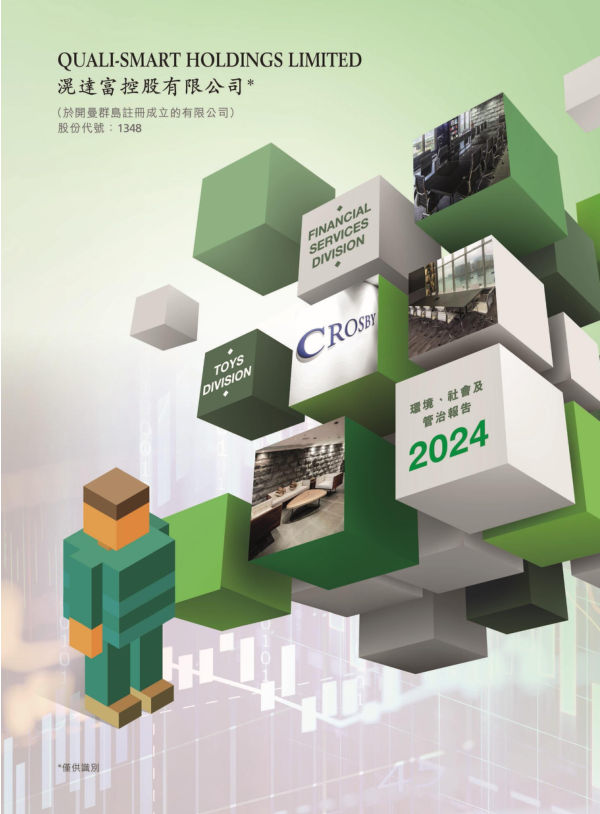 QUALI-SMART HOLDINGS LIMITED
滉達富控股有限公司*
（於開曼群島註冊成立的有限公司）
股份代號：1348
FINANCIAL
SERVICES
DIVISION
CROSBY
TOYS
DIVISION
環境、社會及
管治報告
2024
*僅供識別